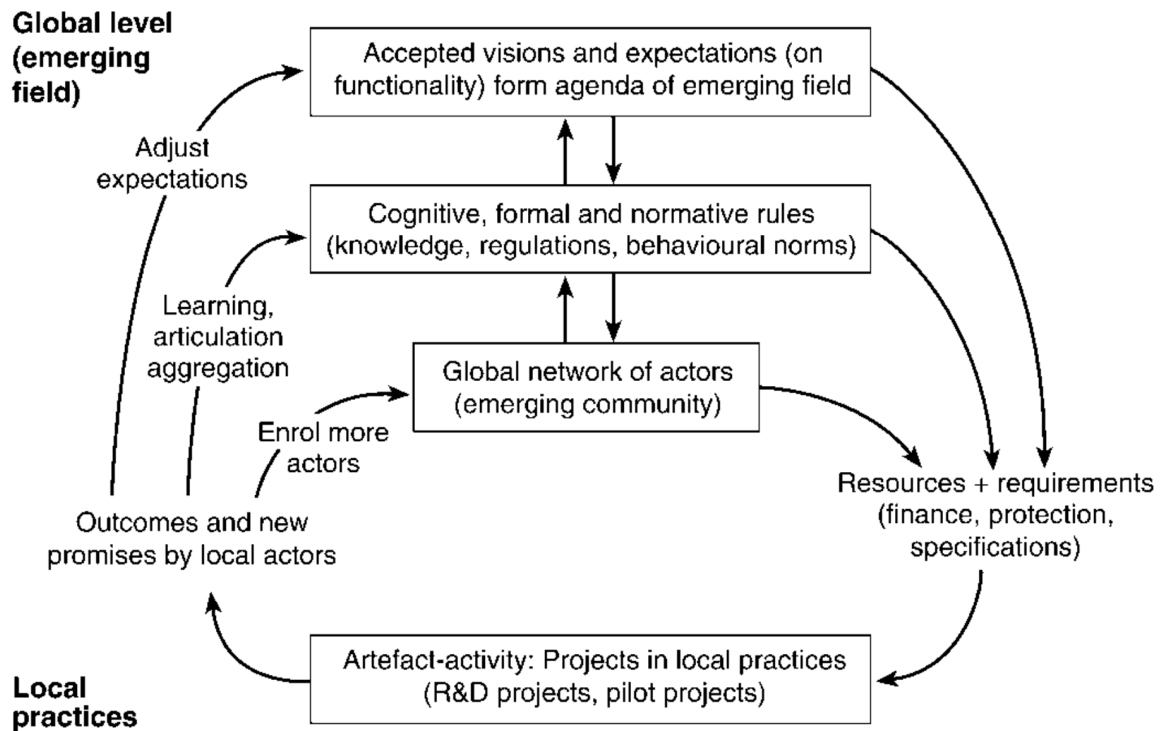 Global level
(emerging
field)
Accepted visions and expectations (on
functionality) form agenda of emerging field
Adjust
expectations
Cognitive, formal and normative rules
(knowledge, regulations, behavioural norms)
Learning,
articulation
aggregation
Global network of actors
(emerging community)
Enrol more
actors
Resources + requirements
(finance, protection,
specifications)
Outcomes and new
promises by local actors
Artefact-activity: Projects in local practices
(R&D projects, pilot projects)
Local
practices